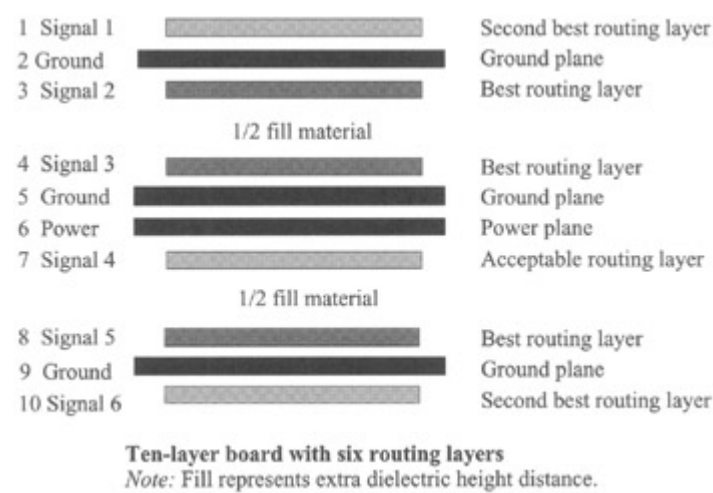 1 Signal 1 Second best routing layer
2 Ground Ground plane
3 Signal 2 Best routing layer
1/2 fill material
4 Signal 3 Best routing layer
5 Ground Ground plane
6 Power Power plane
7 Signal 4 Acceptable routing layer
1/2 fill material
8 Signal 5 Best routing layer
9 Ground Ground plane
10 Signal 6 Second best routing layer
Ten-layer board with six routing layers
Note: Fill represents extra dielectric height distance.